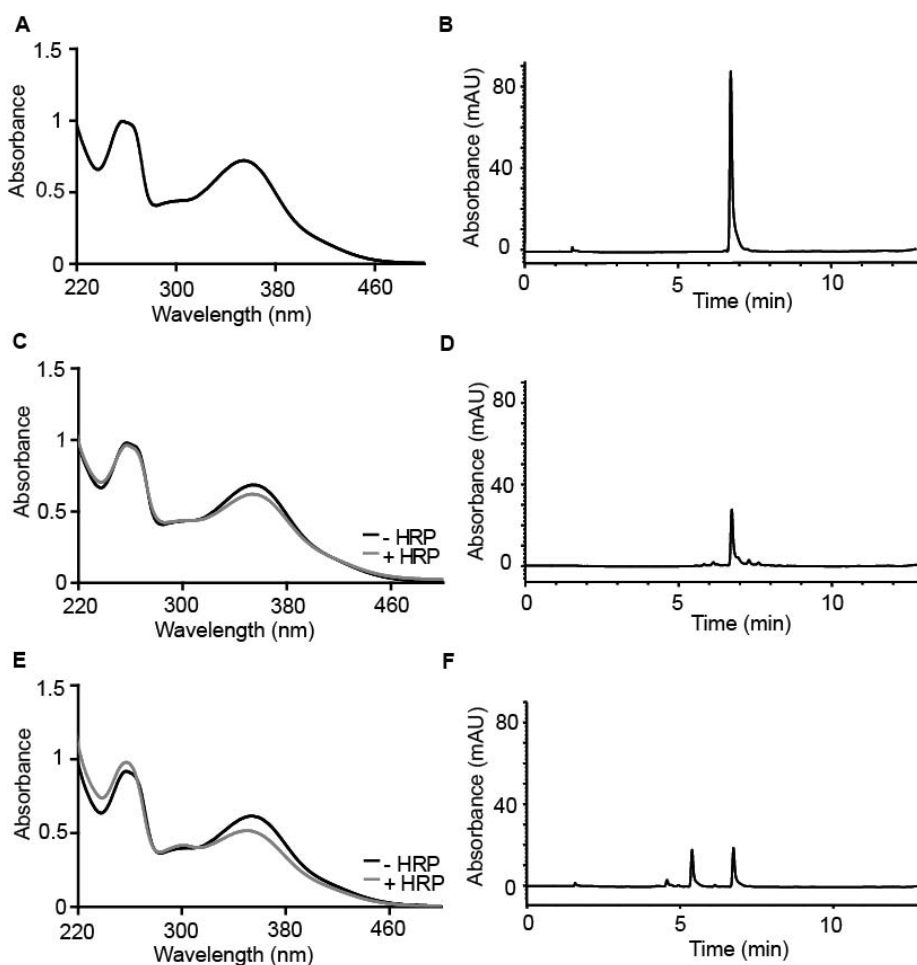 A
1.5
1
0.5
0
Absorbance
220
300
380
460
Wavelength (nm)
B
80
40
0
Absorbance (mAU)
0
5
10
Time (min)
C
1.5
1
0.5
0
Absorbance
- HRP
+ HRP
220
300
380
460
Wavelength (nm)
D
80
40
0
Absorbance (mAU)
0
5
10
Time (min)
E
1.5
1
0.5
0
Absorbance
- HRP
+ HRP
220
300
380
460
Wavelength (nm)
F
80
40
0
Absorbance (mAU)
0
5
10
Time (min)